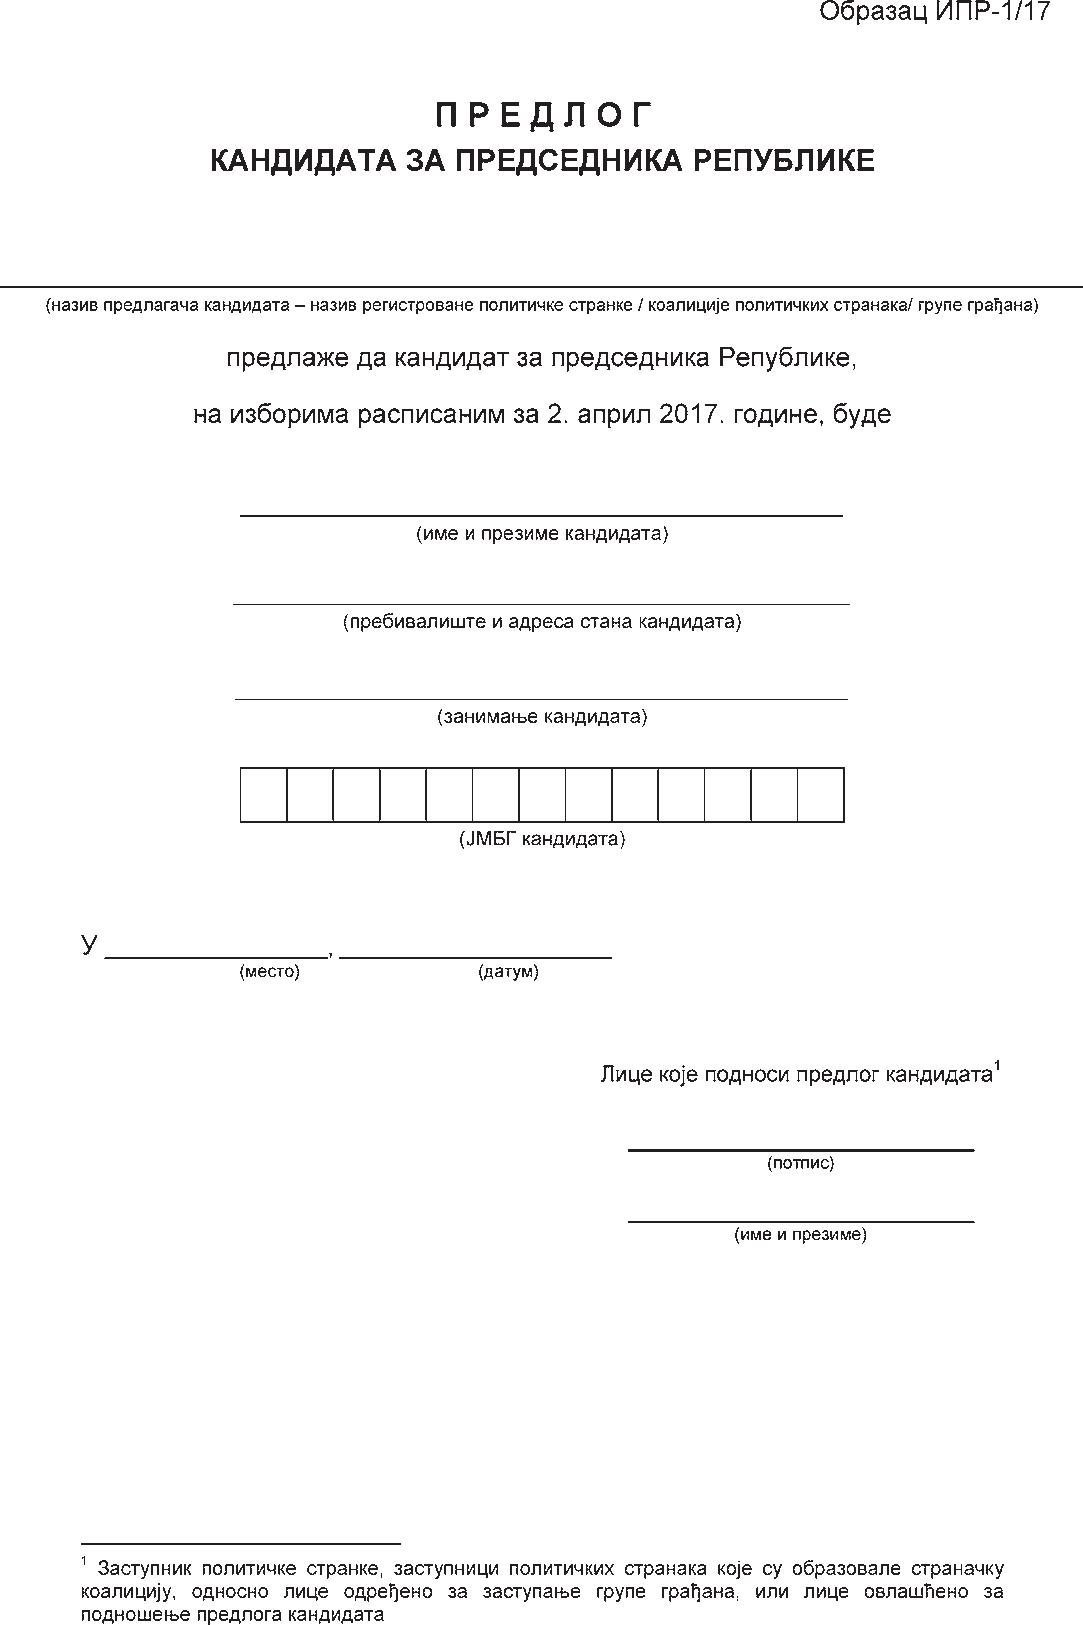 Образац ИПР-1/17
П Р Е Д Л О Г
КАНДИДАТА ЗА ПРЕДСЕДНИКА РЕПУБЛИКЕ
(назив предлагача кандидата – назив регистроване политичке странке / коалиције политичких странака/ групе грађана)
предлаже да кандидат за председника Републике,
на изборима расписаним за 2. април 2017. године, буде
(име и презиме кандидата)
(пребивалиште и адреса стана кандидата)
(занимање кандидата)
(ЈМБГ кандидата)
У ____________________, ____________________
(место) (датум)
Лице које подноси предлог кандидата¹
(потпис)
(име и презиме)
¹ Заступник политичке странке, заступници политичких странака које су образовале страначку
коалицију, односно лице одређено за заступање групе грађана, или лице овлашћено за
подношење предлога кандидата